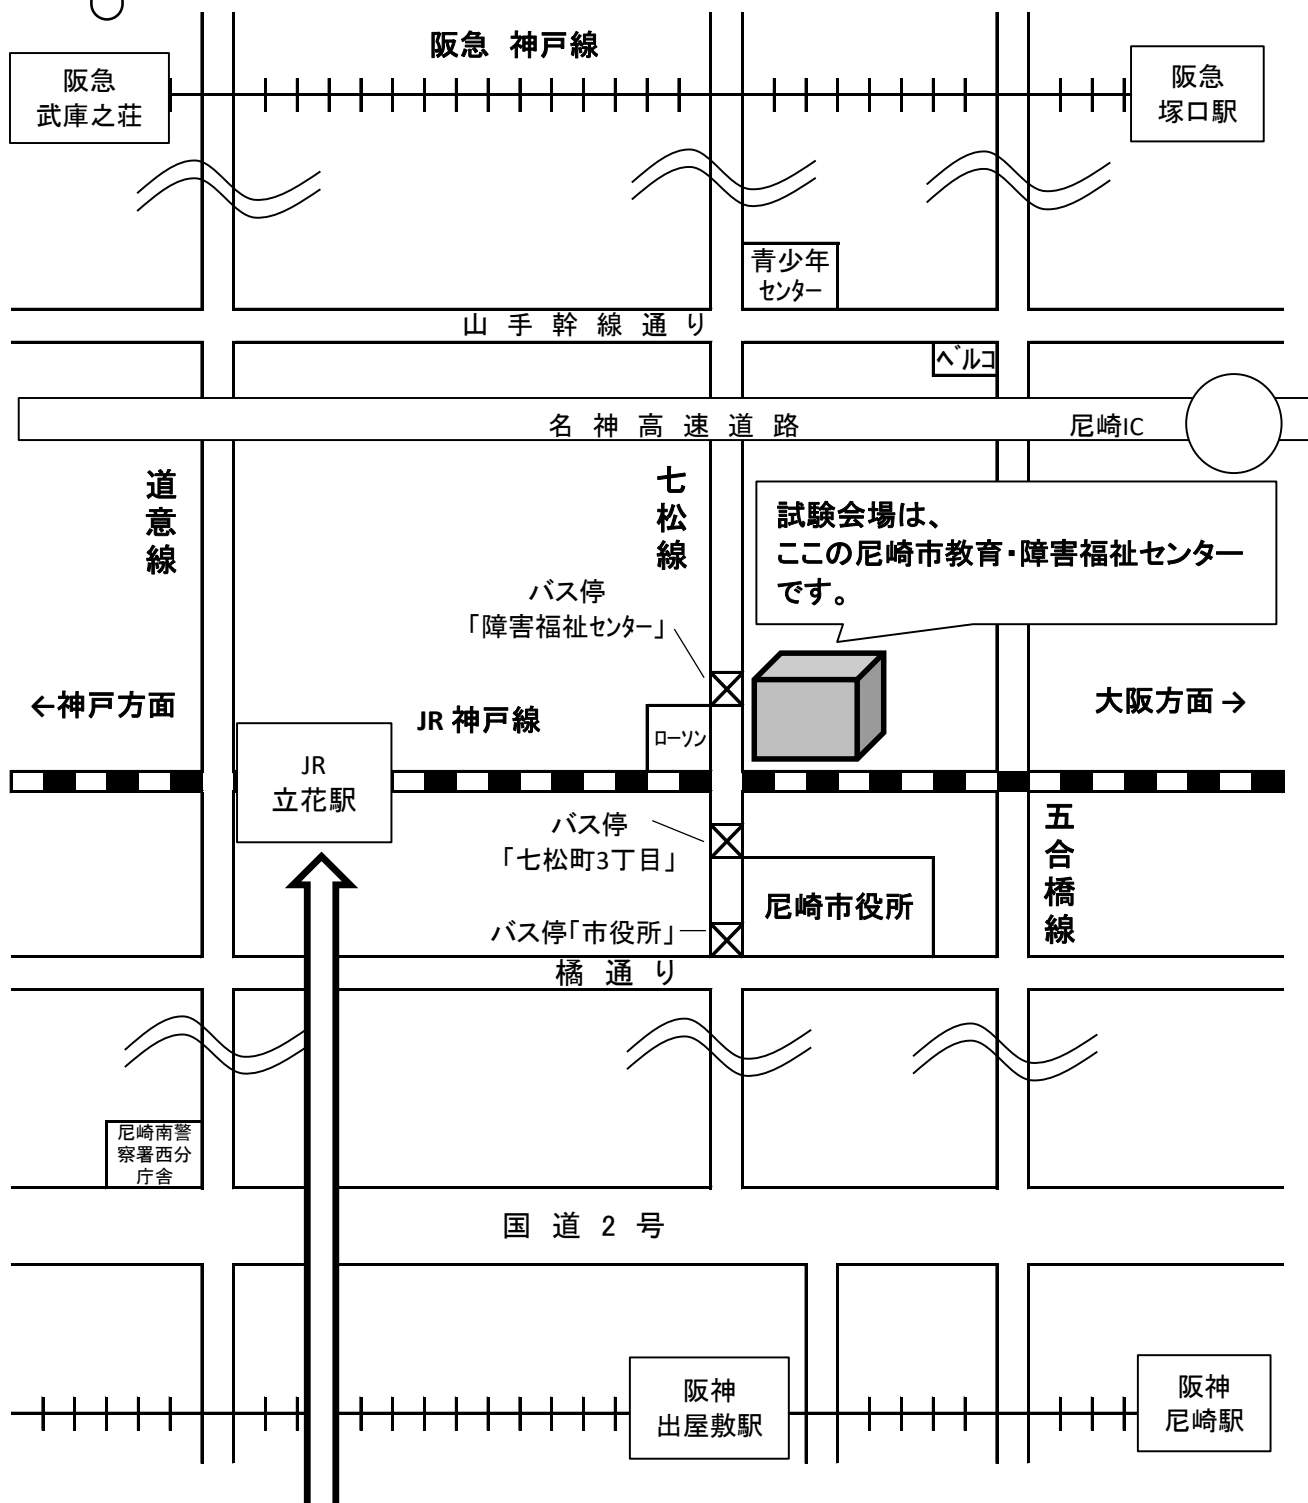 阪急 神戸線
阪急
武庫之荘
阪急
塚口駅
青少年
センター
山手幹線通り
ベルコ
名神高速道路
尼崎IC
道意線
七松線
試験会場は、
ここの尼崎市教育・障害福祉センター
です。
バス停
「障害福祉センター」
←神戸方面
JR 神戸線
ローソン
大阪方面→
JR
立花駅
バス停
「七松町3丁目」
五合橋線
尼崎市役所
バス停「市役所」
橘通り
尼崎南警
察署西分
庁舎
国道2号
阪神
出屋敷駅
阪神
尼崎駅